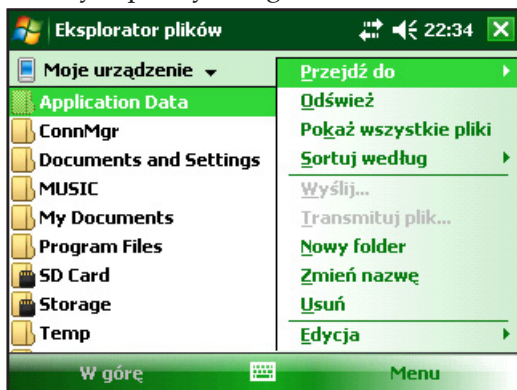 Eksplorator plików 22:34
Moje urządzenie
Application Data
ConnMgr
Documents and Settings
MUSIC
My Documents
Program Files
SD Card
Storage
Temp
Przejdź do
Odśwież
Pokaż wszystkie pliki
Sortuj według
Wyślij...
Transmituj plik...
Nowy folder
Zmień nazwę
Usuń
Edycja
W górę Menu